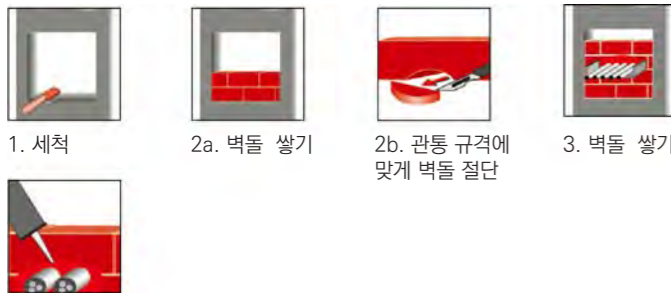 1. 세척
2a. 벽돌 쌓기
2b. 관통 규격에
맞게 벽돌 절단
3. 벽돌 쌓기